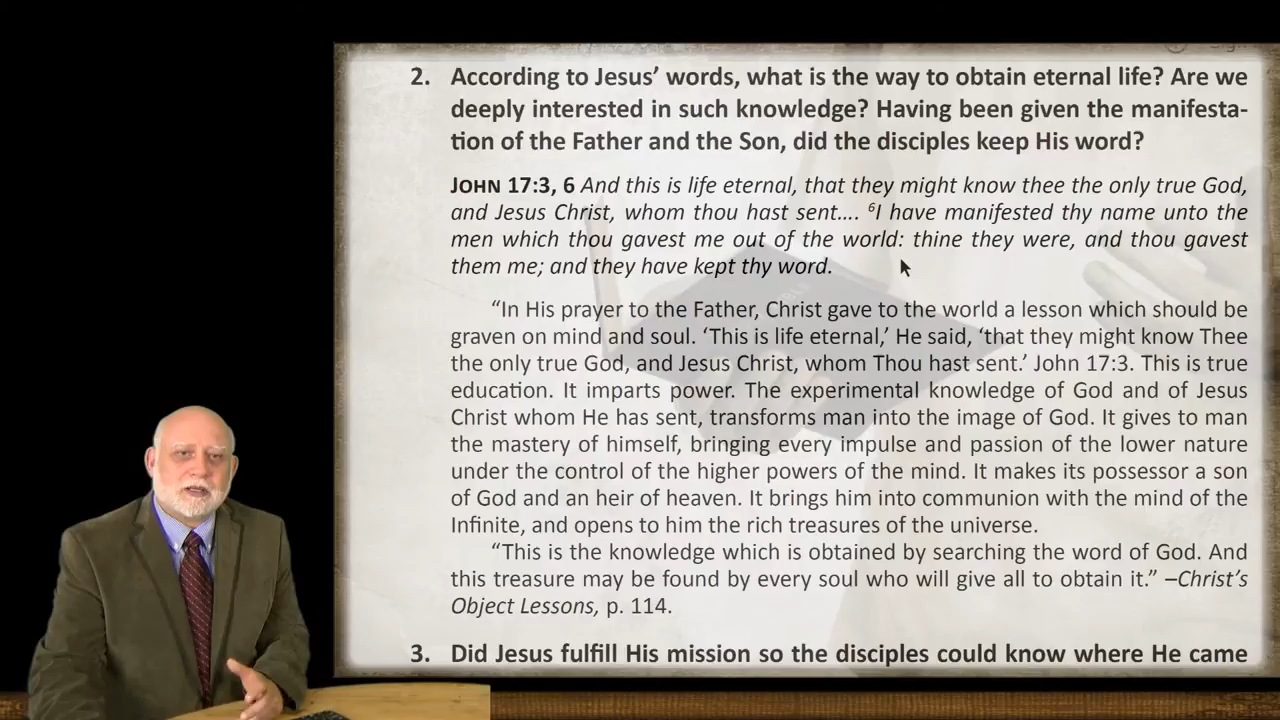 2. According to Jesus’ words, what is the way to obtain eternal life? Are we
deeply interested in such knowledge? Having been given the manifesta-
tion of the Father and the Son, did the disciples keep His word?
JOHN 17:3, 6 And this is life eternal, that they might know thee the only true God,
and Jesus Christ, whom thou hast sent…. ⁶I have manifested thy name unto the
men which thou gavest me out of the world: thine they were, and thou gavest
them me; and they have kept thy word.
“In His prayer to the Father, Christ gave to the world a lesson which should be
graven on mind and soul. ‘This is life eternal,’ He said, ‘that they might know Thee
the only true God, and Jesus Christ, whom Thou hast sent.’ John 17:3. This is true
education. It imparts power. The experimental knowledge of God and of Jesus
Christ whom He has sent, transforms man into the image of God. It gives to man
the mastery of himself, bringing every impulse and passion of the lower nature
under the control of the higher powers of the mind. It makes its possessor a son
of God and an heir of heaven. It brings him into communion with the mind of the
Infinite, and opens to him the rich treasures of the universe.
“This is the knowledge which is obtained by searching the word of God. And
this treasure may be found by every soul who will give all to obtain it.” –Christ’s
Object Lessons, p. 114.
3. Did Jesus fulfill His mission so the disciples could know where He came